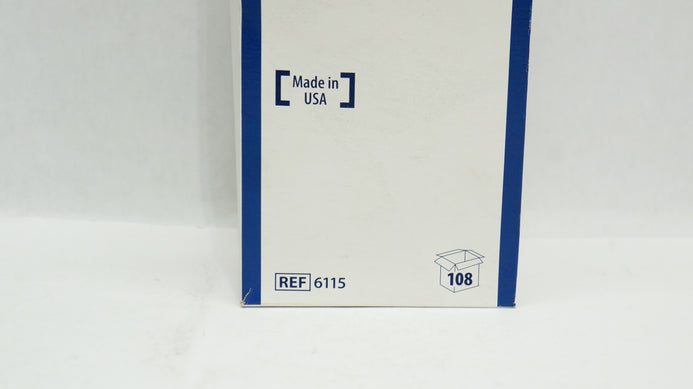 Made in
USA
REF 6115
108